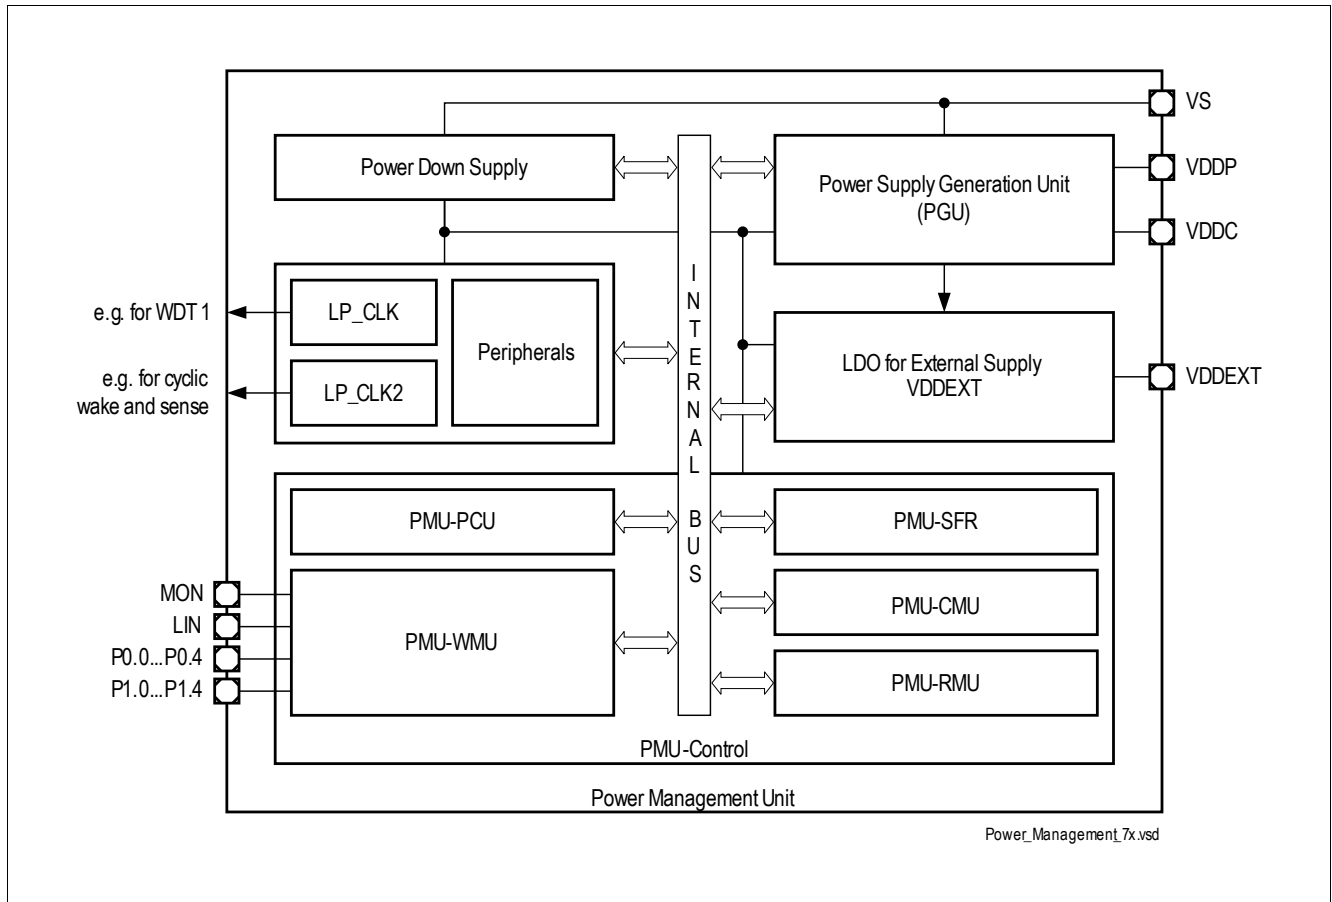 VS
Power Down Supply
Power Supply Generation Unit
(PGU)
VDDP
VDDC
I
N
T
E
R
N
A
L
B
U
S
e.g. for WDT 1
LP_CLK
Peripherals
e.g. for cyclic
wake and sense
LP_CLK2
LDO for External Supply
VDDEXT
VDDEXT
PMU-PCU
PMU-SFR
MON
LIN
P0.0...P0.4
P1.0...P1.4
PMU-WMU
PMU-CMU
PMU-RMU
PMU-Control
Power Management Unit
Power_Management_7x.vsd